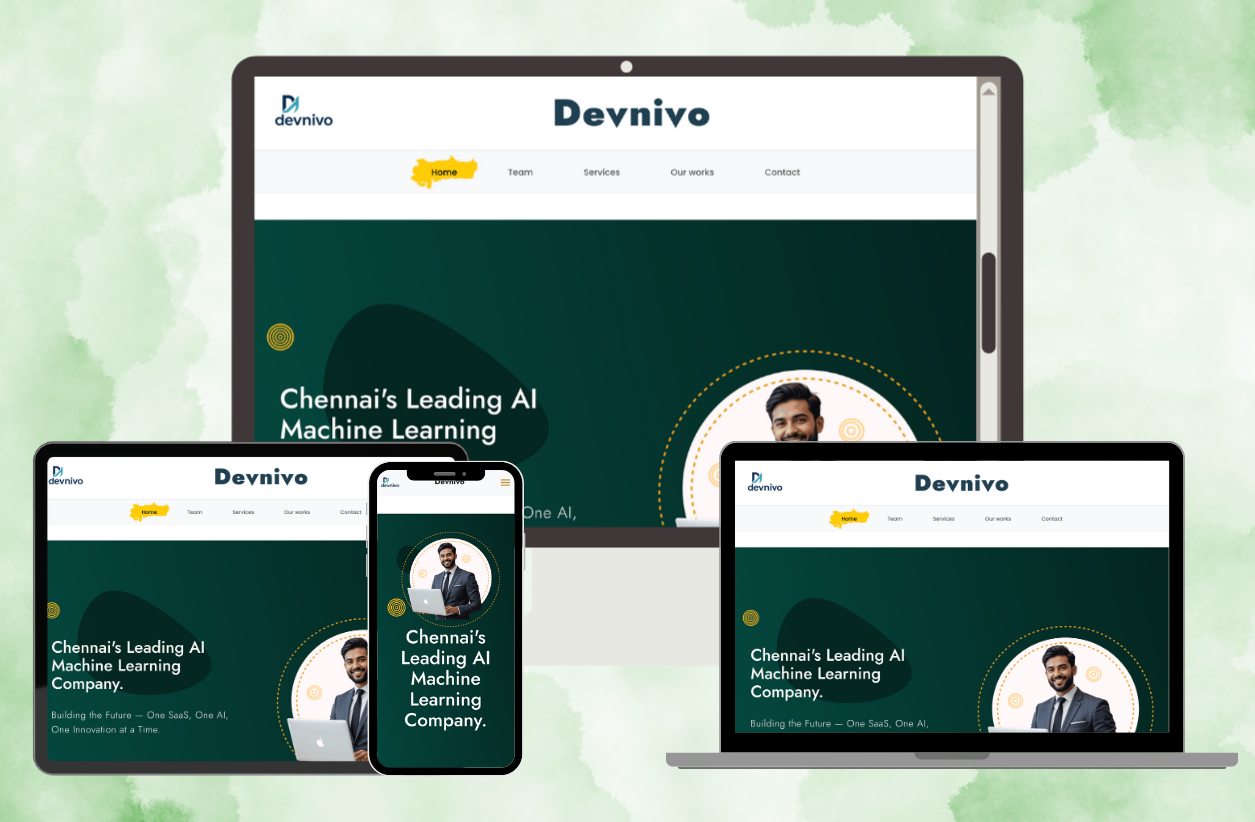 devnivo
Devnivo
Home Team Services Our works Contact
Chennai's Leading AI
Machine Learning
One AI,
devnivo
Devnivo
Home Team Services Our works Contact
Chennai's Leading AI
Machine Learning
Company.
Building the Future — One SaaS, One AI,
One Innovation at a Time.
devnivo
Devnivo
Chennai's
Leading AI
Machine
Learning
Company.
devnivo
Devnivo
Home Team Services Our works Contact
Chennai's Leading AI
Machine Learning
Company.
Building the Future — One SaaS, One AI,